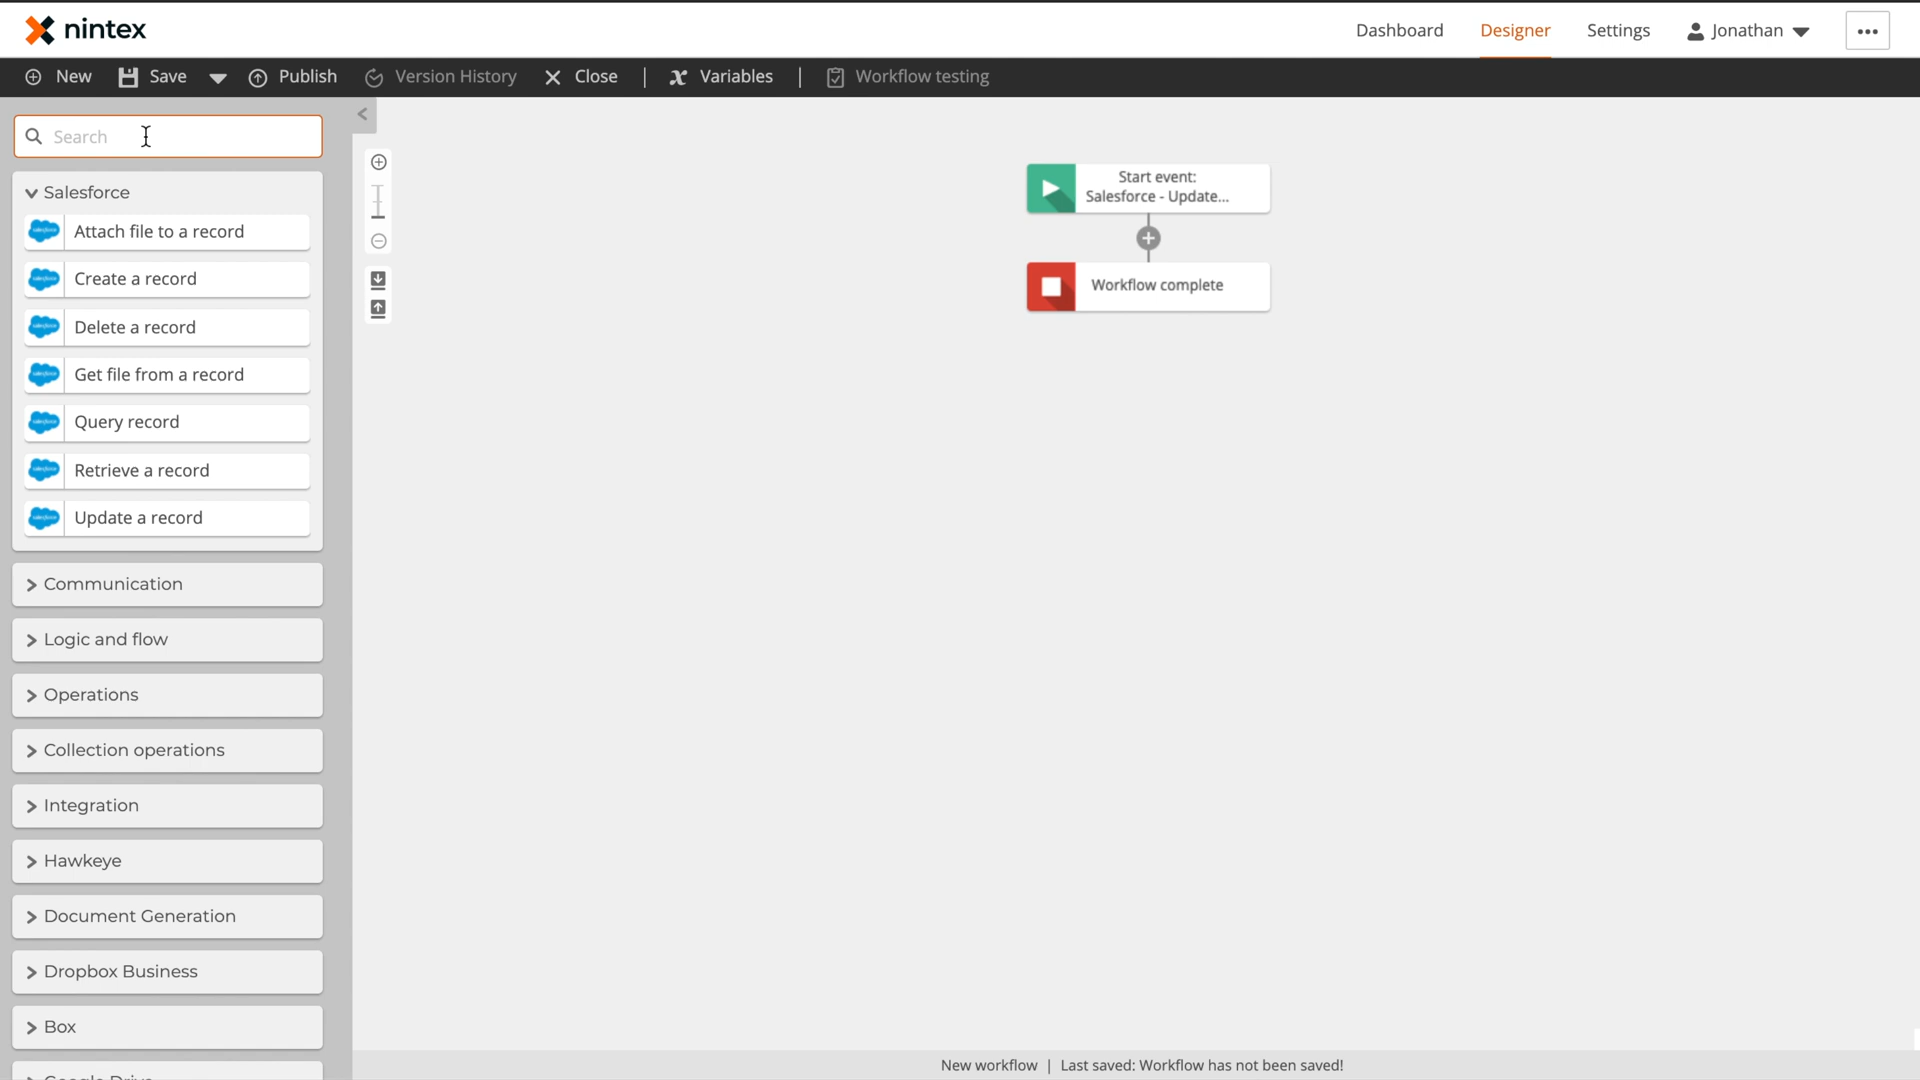 nintex
Dashboard
Designer
Settings
Jonathan
New
Save
Publish
Version History
Close
Variables
Workflow testing
Search
Salesforce
Attach file to a record
Create a record
Delete a record
Get file from a record
Query record
Retrieve a record
Update a record
Communication
Logic and flow
Operations
Collection operations
Integration
Hawkeye
Document Generation
Dropbox Business
Box
Google Drive
Start event:
Salesforce - Update...
Workflow complete
New workflow | Last saved: Workflow has not been saved!